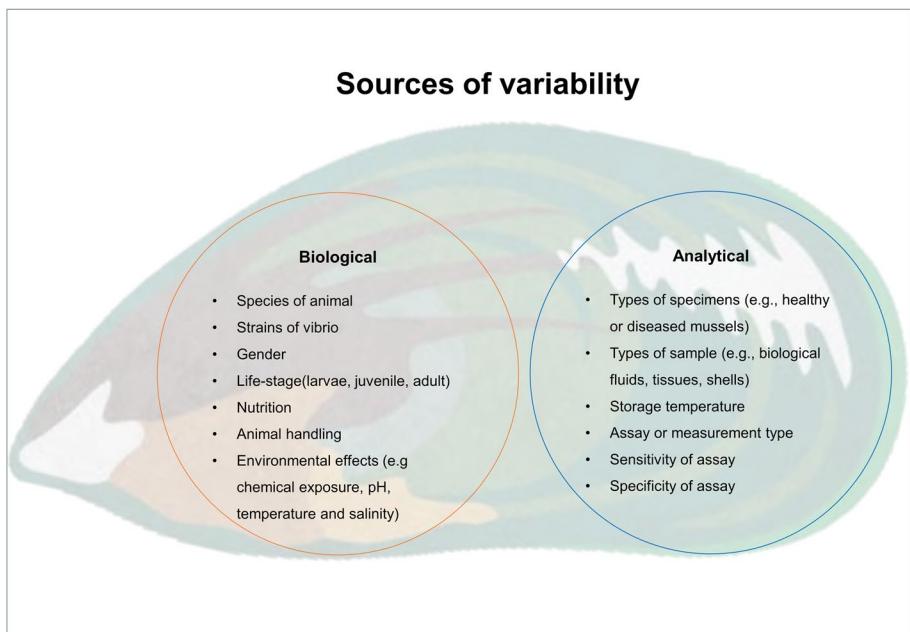 Sources of variability
Biological
• Species of animal
• Strains of vibrio
• Gender
• Life-stage(larvae, juvenile, adult)
• Nutrition
• Animal handling
• Environmental effects (e.g
chemical exposure, pH,
temperature and salinity)
Analytical
• Types of specimens (e.g., healthy
or diseased mussels)
• Types of sample (e.g., biological
fluids, tissues, shells)
• Storage temperature
• Assay or measurement type
• Sensitivity of assay
• Specificity of assay